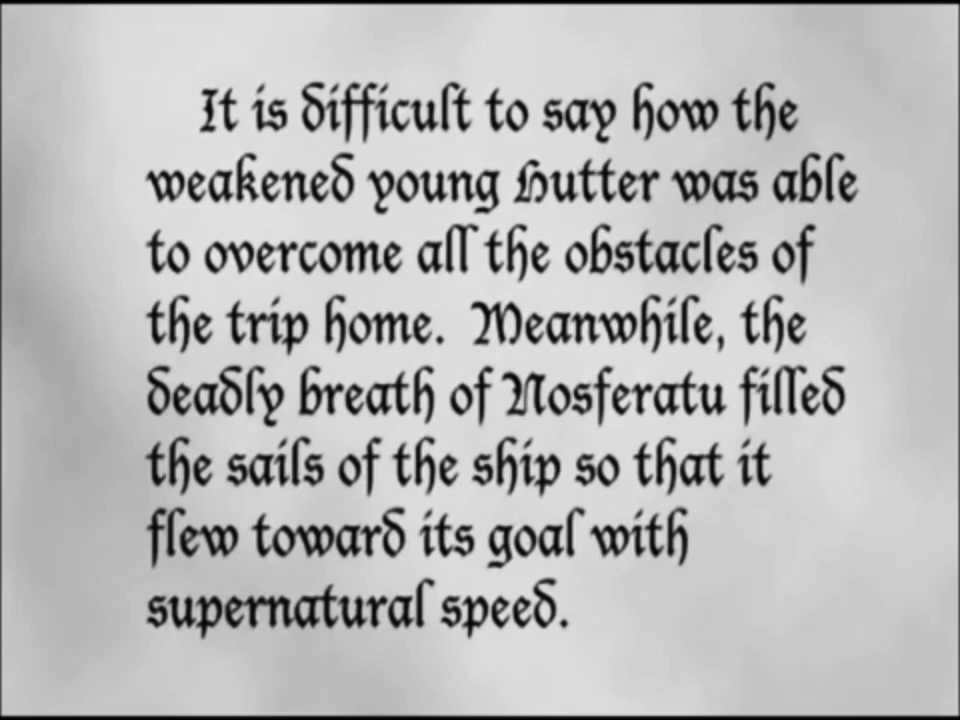 It is difficult to say how the
weakened young Hutter was able
to overcome all the obstacles of
the trip home.  Meanwhile, the
deadly breath of Nosferatu filled
the sails of the ship so that it
flew toward its goal with
supernatural speed.